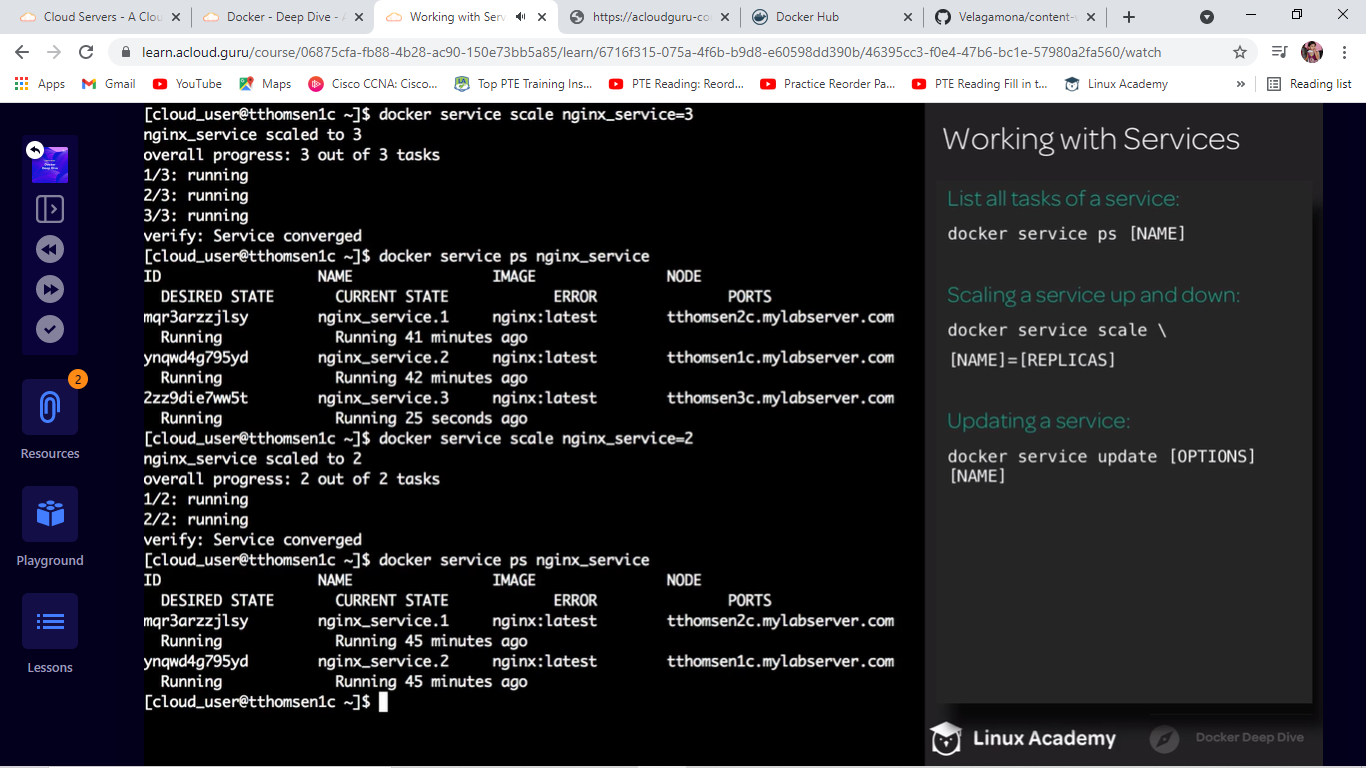 Cloud Servers - A Clou
Docker - Deep Dive - A
Working with Serv
https://acloudguru-co
Docker Hub
Velagamona/content-
learn.acloud.guru/course/06875cfa-fb88-4b28-ac90-150e73bb5a85/learn/6716f315-075a-4f6b-b9d8-e60598dd390b/46395cc3-f0e4-47b6-bc1e-57980a2fa560/watch
Apps
Gmail
YouTube
Maps
Cisco CCNA: Cisco...
Top PTE Training Ins...
PTE Reading: Reord...
Practice Reorder Pa...
PTE Reading Fill in t...
Linux Academy
»
Reading list
Docker
Deep Dive
2
Resources
Playground
Lessons
[cloud_user@tthomsen1c ~]$ docker service scale nginx_service=3
nginx_service scaled to 3
overall progress: 3 out of 3 tasks
1/3: running
2/3: running
3/3: running
verify: Service converged
[cloud_user@tthomsen1c ~]$ docker service ps nginx_service
ID NAME IMAGE NODE
DESIRED STATE CURRENT STATE ERROR PORTS
mqr3arzzjlsy nginx_service.1 nginx:latest tthomsen2c.mylabserver.com
Running Running 41 minutes ago
ynqwd4g795yd nginx_service.2 nginx:latest tthomsen1c.mylabserver.com
Running Running 42 minutes ago
2zz9die7ww5t nginx_service.3 nginx:latest tthomsen3c.mylabserver.com
Running Running 25 seconds ago
[cloud_user@tthomsen1c ~]$ docker service scale nginx_service=2
nginx_service scaled to 2
overall progress: 2 out of 2 tasks
1/2: running
2/2: running
verify: Service converged
[cloud_user@tthomsen1c ~]$ docker service ps nginx_service
ID NAME IMAGE NODE
DESIRED STATE CURRENT STATE ERROR PORTS
mqr3arzzjlsy nginx_service.1 nginx:latest tthomsen2c.mylabserver.com
Running Running 45 minutes ago
ynqwd4g795yd nginx_service.2 nginx:latest tthomsen1c.mylabserver.com
Running Running 45 minutes ago
[cloud_user@tthomsen1c ~]$
Working with Services
List all tasks of a service:
docker service ps [NAME]
Scaling a service up and down:
docker service scale \
[NAME]=[REPLICAS]
Updating a service:
docker service update [OPTIONS]
[NAME]
Linux Academy
Docker Deep Dive